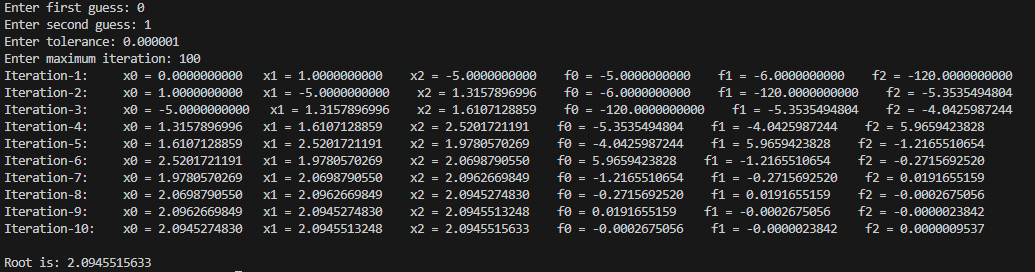 Enter first guess: 0
Enter second guess: 1
Enter tolerance: 0.000001
Enter maximum iteration: 100
Iteration-1: x0 = 0.0000000000 x1 = 1.0000000000 x2 = -5.0000000000 f0 = -5.0000000000 f1 = -6.0000000000 f2 = -120.0000000000
Iteration-2: x0 = 1.0000000000 x1 = -5.0000000000 x2 = 1.3157896996 f0 = -6.0000000000 f1 = -120.0000000000 f2 = -5.3535494804
Iteration-3: x0 = -5.0000000000 x1 = 1.3157896996 x2 = 1.6107128859 f0 = -120.0000000000 f1 = -5.3535494804 f2 = -4.0425987244
Iteration-4: x0 = 1.3157896996 x1 = 1.6107128859 x2 = 2.5201721191 f0 = -5.3535494804 f1 = -4.0425987244 f2 = 5.9659423828
Iteration-5: x0 = 1.6107128859 x1 = 2.5201721191 x2 = 1.9780570269 f0 = -4.0425987244 f1 = 5.9659423828 f2 = -1.2165510654
Iteration-6: x0 = 2.5201721191 x1 = 1.9780570269 x2 = 2.0698790550 f0 = 5.9659423828 f1 = -1.2165510654 f2 = -0.2715692520
Iteration-7: x0 = 1.9780570269 x1 = 2.0698790550 x2 = 2.0962669849 f0 = -1.2165510654 f1 = -0.2715692520 f2 = 0.0191655159
Iteration-8: x0 = 2.0698790550 x1 = 2.0962669849 x2 = 2.0945274830 f0 = -0.2715692520 f1 = 0.0191655159 f2 = -0.0002675056
Iteration-9: x0 = 2.0962669849 x1 = 2.0945274830 x2 = 2.0945513248 f0 = 0.0191655159 f1 = -0.0002675056 f2 = -0.0000023842
Iteration-10: x0 = 2.0945274830 x1 = 2.0945513248 x2 = 2.0945515633 f0 = -0.0002675056 f1 = -0.0000023842 f2 = 0.0000009537
Root is: 2.0945515633